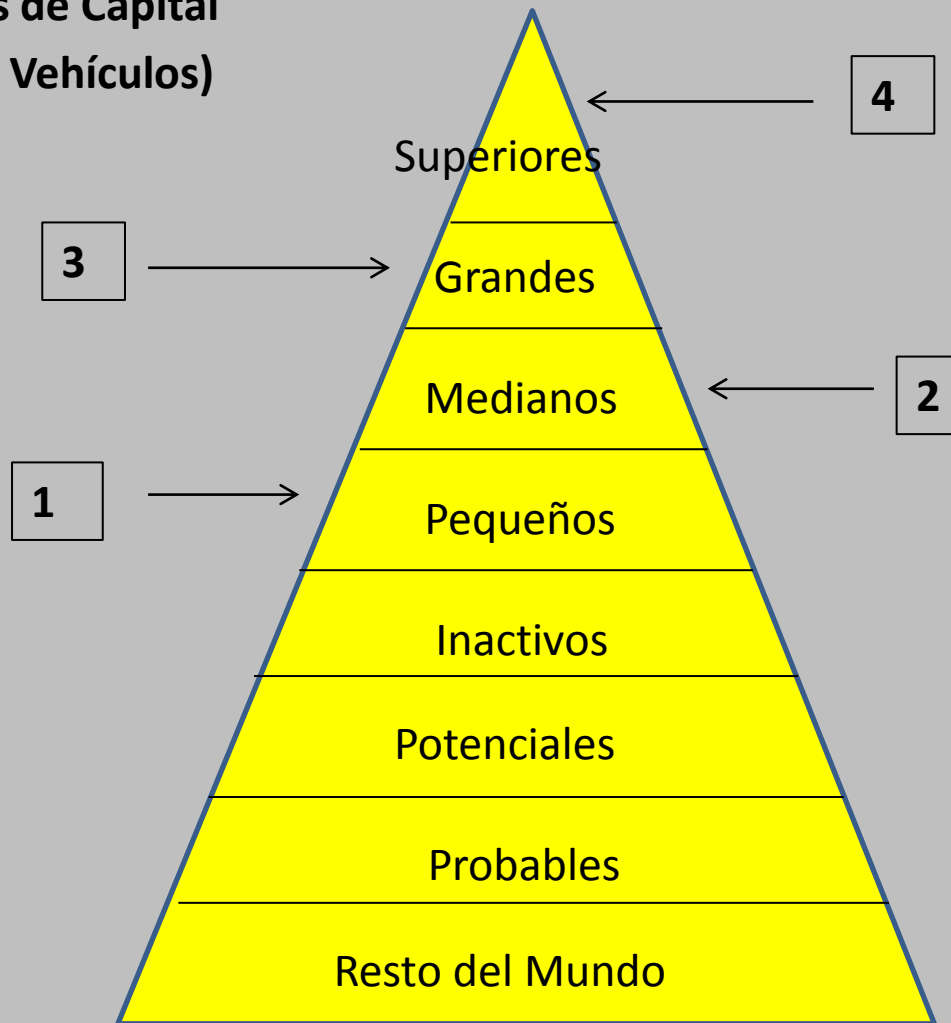 de Capital
Vehículos)
4
Superiores
3
Grandes
Medianos
2
1
Pequeños
Inactivos
Potenciales
Probables
Resto del Mundo